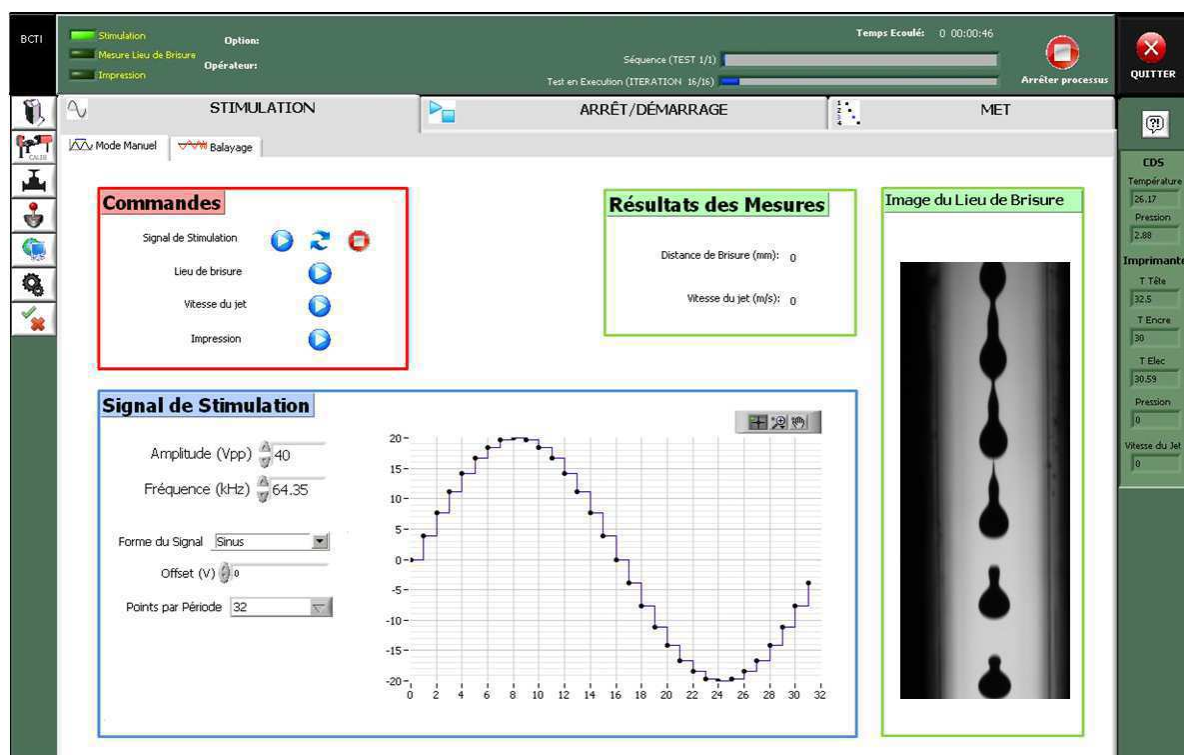 BCTI
Stimulation
Mesure Lieu de Brisure
Impression
Option:
Opérateur:
Temps Ecoulé: 0 00:00:46
Séquence (TEST 1/1)
Test en Execution (ITERATION 16/16)
Arrêter processus
QUITTER
STIMULATION
ARRÊT/DÉMARRAGE
1
2
3
4
MET
CALIB
Mode Manuel
Balayage
Commandes
Signal de Stimulation
Lieu de brisure
Vitesse du jet
Impression
Résultats des Mesures
Distance de Brisure (mm): 0
Vitesse du jet (m/s): 0
Image du Lieu de Brisure
Signal de Stimulation
Amplitude (Vpp) 40
Fréquence (kHz) 64.35
Forme du Signal Sinus
Offset (V) 0
Points par Période 32
20
15
10
5
0
-5
-10
-15
-20
0 2 4 6 8 10 12 14 16 18 20 22 24 26 28 30 32
?!
CDS
Température
26.17
Pression
2.88
Imprimante
T Tête
32.5
T Encre
30
T Elec
30.59
Pression
0
Vitesse du Jet
0